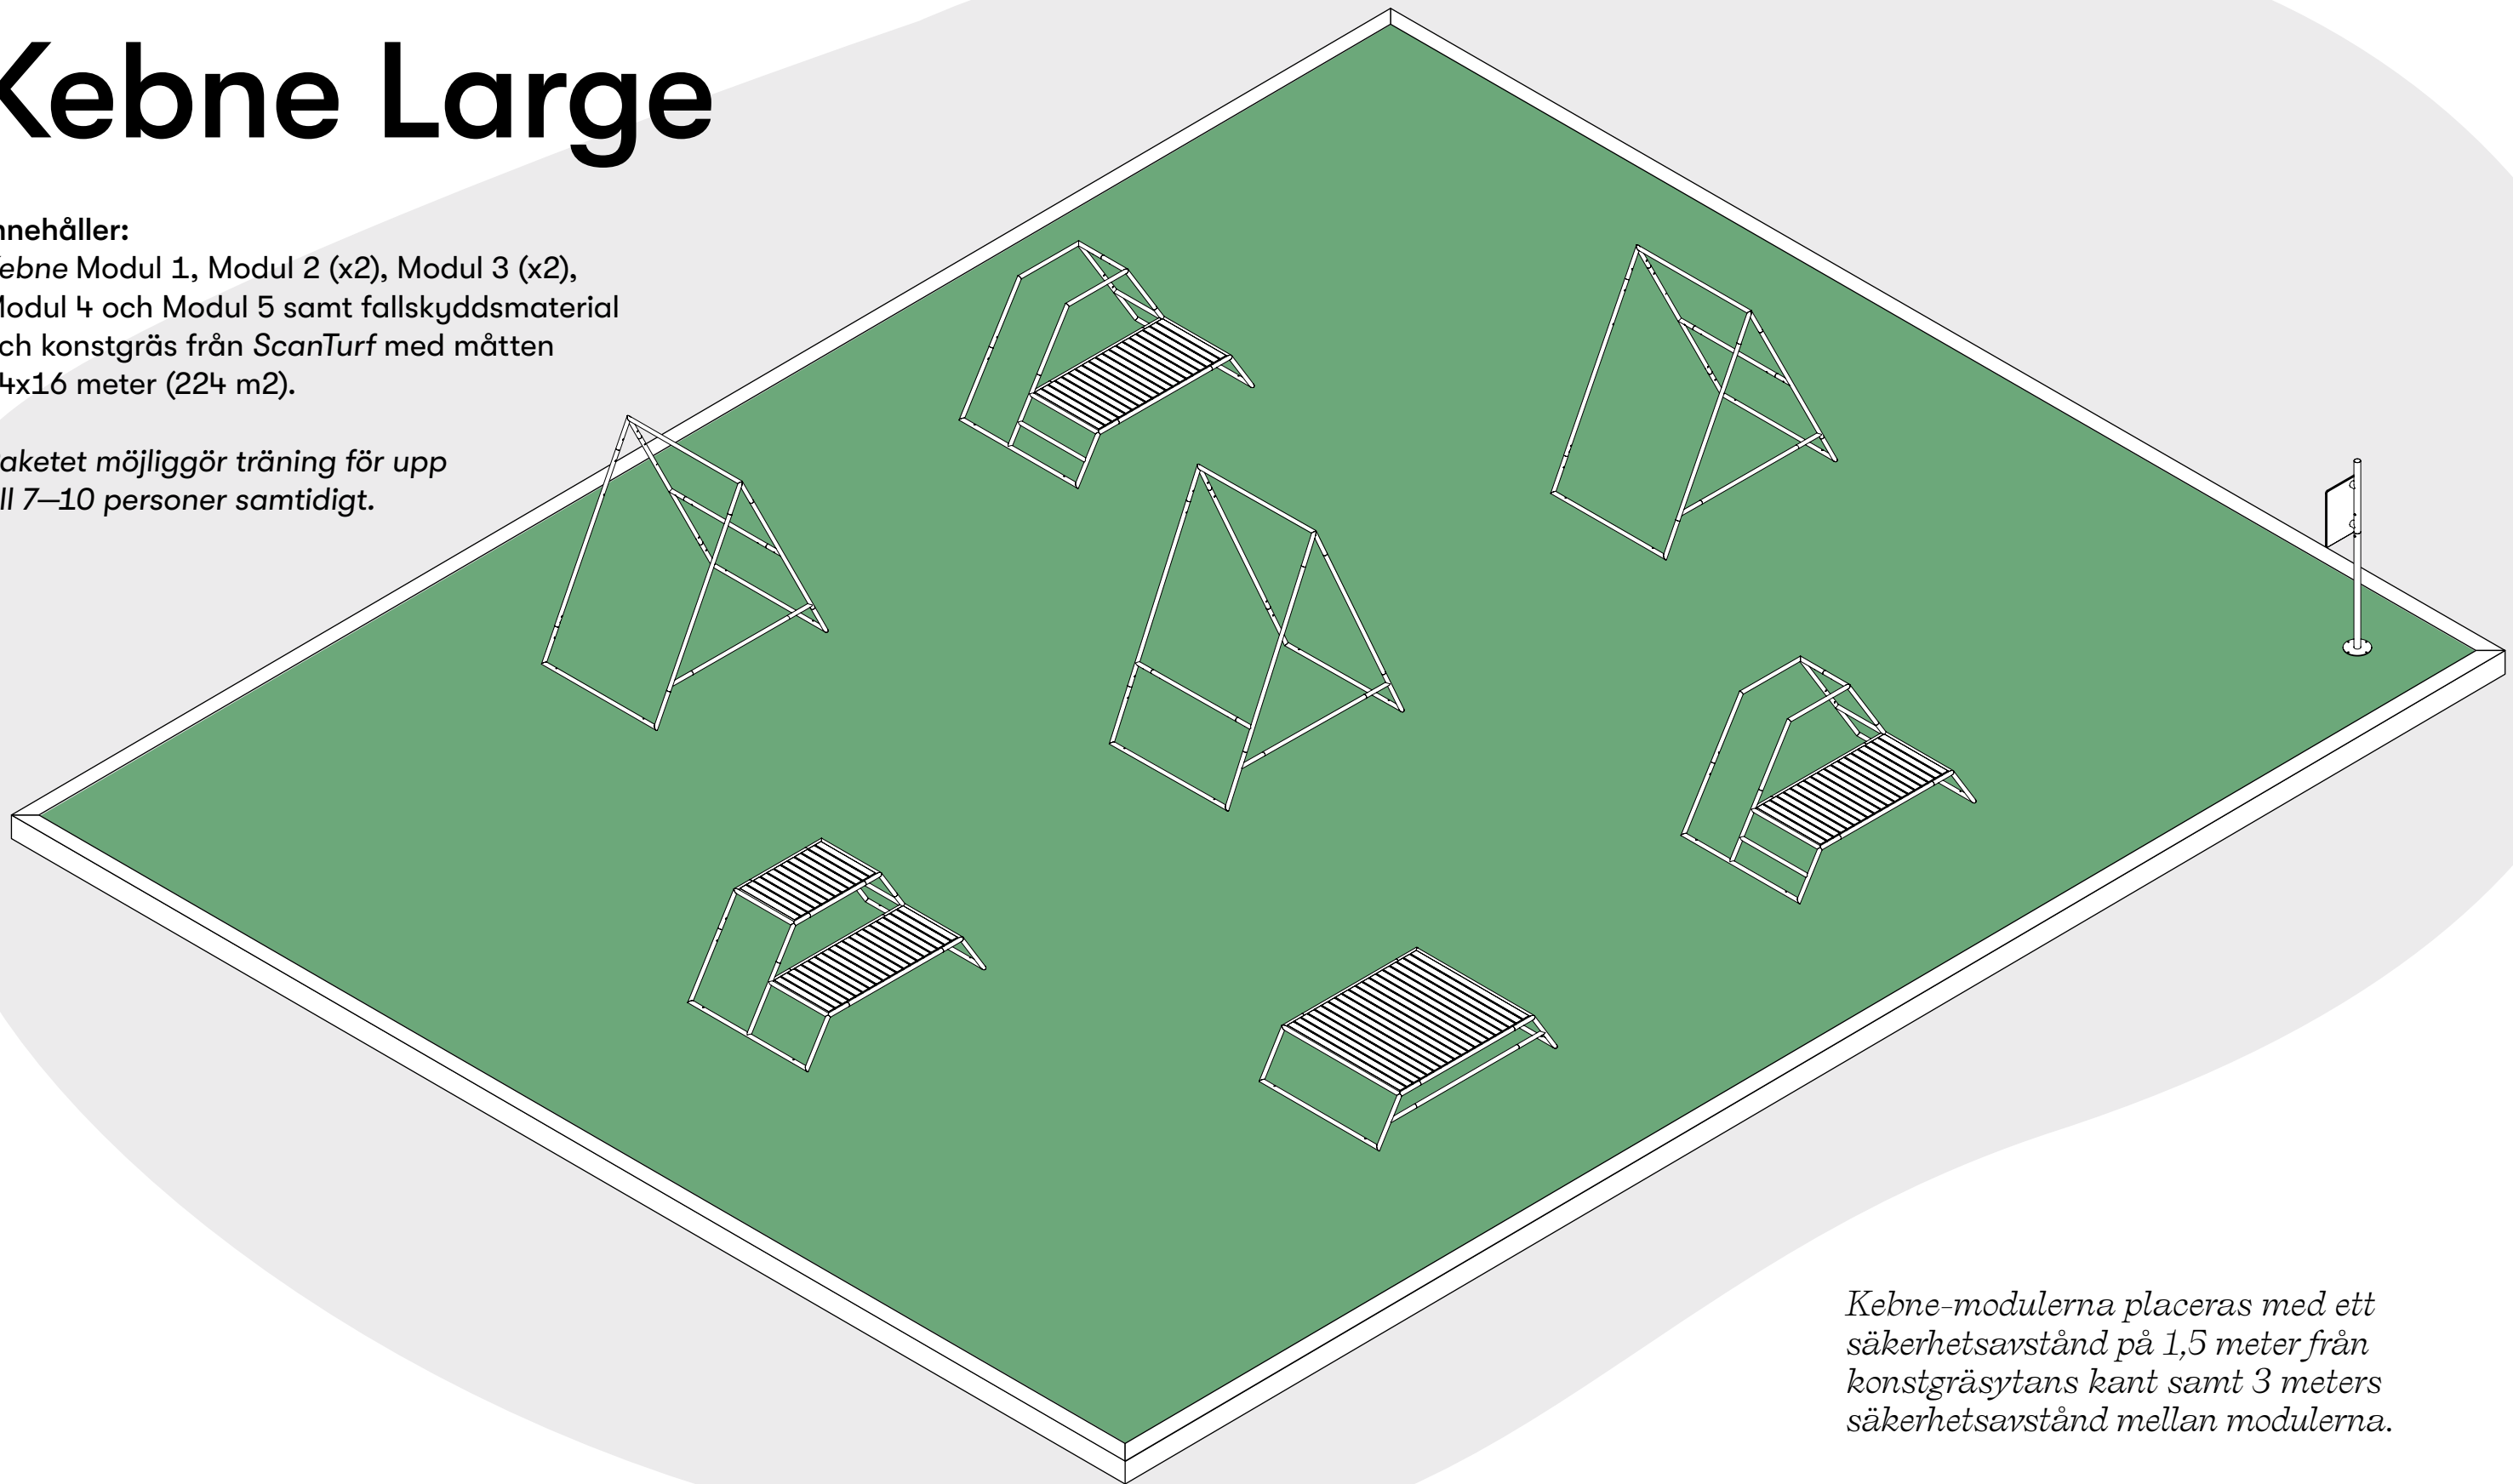 Kebne Large
nnehåller:
ebne Modul 1, Modul 2 (x2), Modul 3 (x2),
Modul 4 och Modul 5 samt fallskyddsmaterial
ch konstgräs från ScanTurf med måtten
4x16 meter (224 m2).
aketet möjliggör träning för upp
ll 7—10 personer samtidigt.
Kebne-modulerna placeras med ett
säkerhetsavstånd på 1,5 meter från
konstgräsytans kant samt 3 meters
säkerhetsavstånd mellan modulerna.